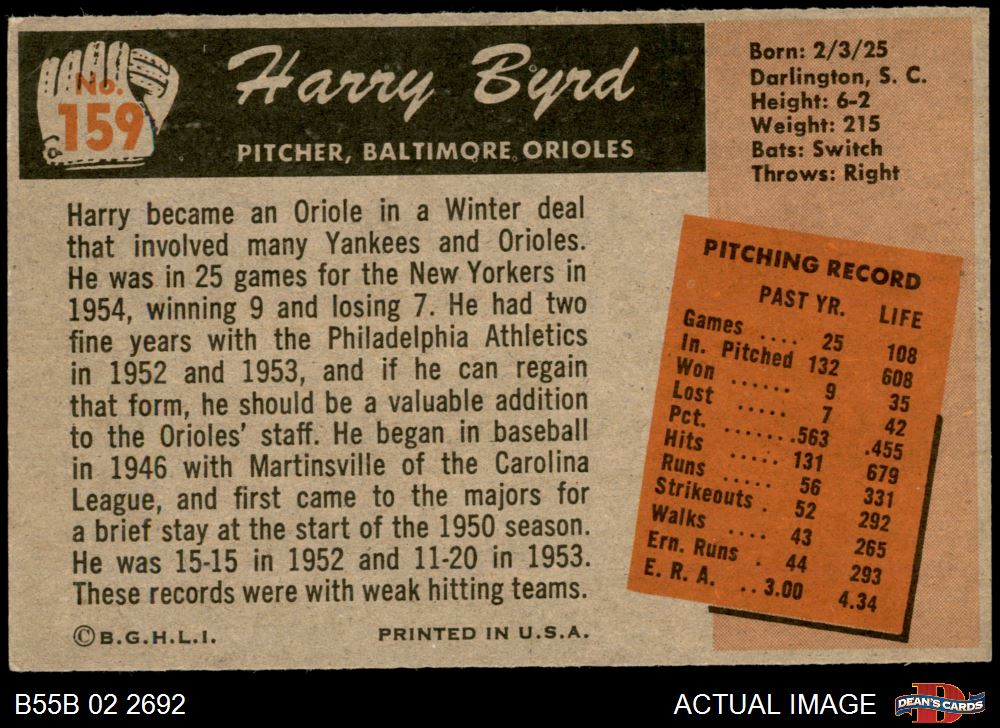 No.
159
Harry Byrd
PITCHER, BALTIMORE ORIOLES
Born: 2/3/25
Darlington, S. C.
Height: 6-2
Weight: 215
Bats: Switch
Throws: Right
Harry became an Oriole in a Winter deal
that involved many Yankees and Orioles.
He was in 25 games for the New Yorkers in
1954, winning 9 and losing 7. He had two
fine years with the Philadelphia Athletics
in 1952 and 1953, and if he can regain
that form, he should be a valuable addition
to the Orioles' staff. He began in baseball
in 1946 with Martinsville of the Carolina
League, and first came to the majors for
a brief stay at the start of the 1950 season.
He was 15-15 in 1952 and 11-20 in 1953.
These records were with weak hitting teams.
©B.G.H.L.I. PRINTED IN U.S.A.
PITCHING RECORD
PAST YR. LIFE
Games .... 25 108
In. Pitched 132 608
Won ...... 9 35
Lost ..... 7 42
Pct. .......563 .455
Hits ..... 131 679
Runs ..... 56 331
Strikeouts . 52 292
Walks .... 43 265
Ern. Runs . 44 293
E. R. A. ..3.00 4.34
B55B 02 2692
ACTUAL IMAGE
D
DEAN'S CARDS